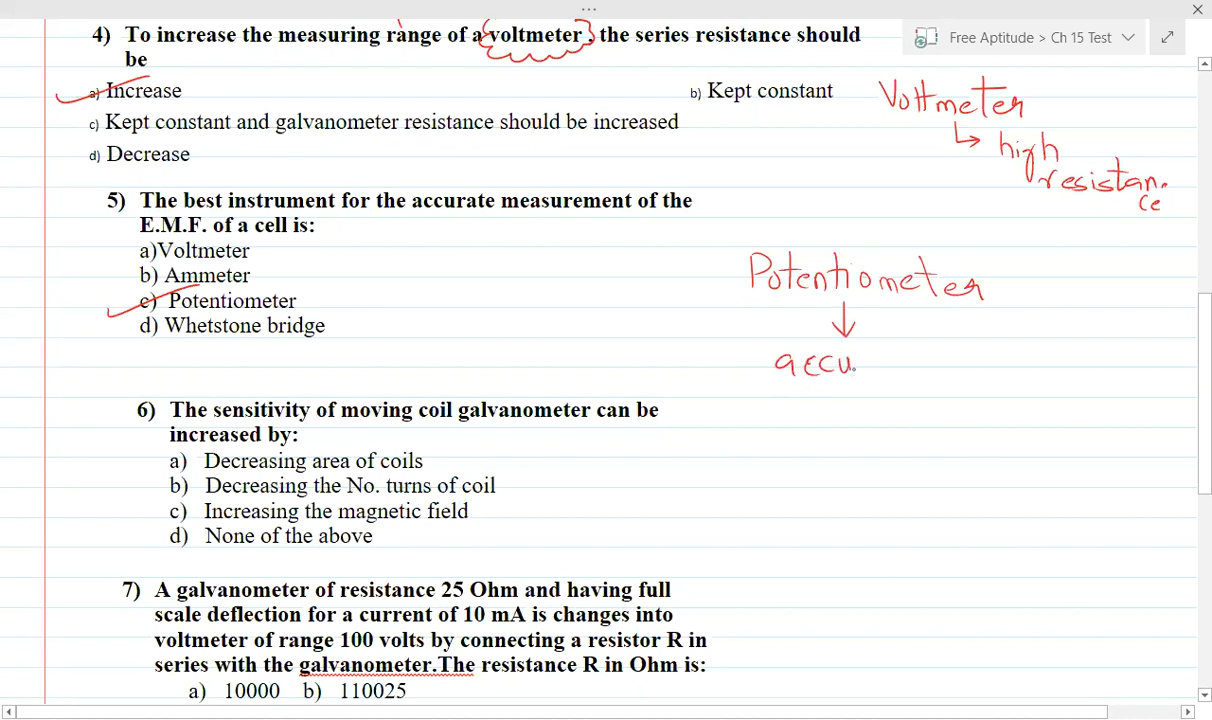 4) To increase the measuring range of a voltmeter , the series resistance should
be
Free Aptitude > Ch 15 Test
a) Increase
b) Kept constant
c) Kept constant and galvanometer resistance should be increased
d) Decrease
Voltmeter
high
resistan.
ce
5) The best instrument for the accurate measurement of the
E.M.F. of a cell is:
a)Voltmeter
b) Ammeter
c) Potentiometer
d) Whetstone bridge
Potentiometer
accu
6) The sensitivity of moving coil galvanometer can be
increased by:
a) Decreasing area of coils
b) Decreasing the No. turns of coil
c) Increasing the magnetic field
d) None of the above
7) A galvanometer of resistance 25 Ohm and having full
scale deflection for a current of 10 mA is changes into
voltmeter of range 100 volts by connecting a resistor R in
series with the galvanometer.The resistance R in Ohm is:
a) 10000 b) 110025